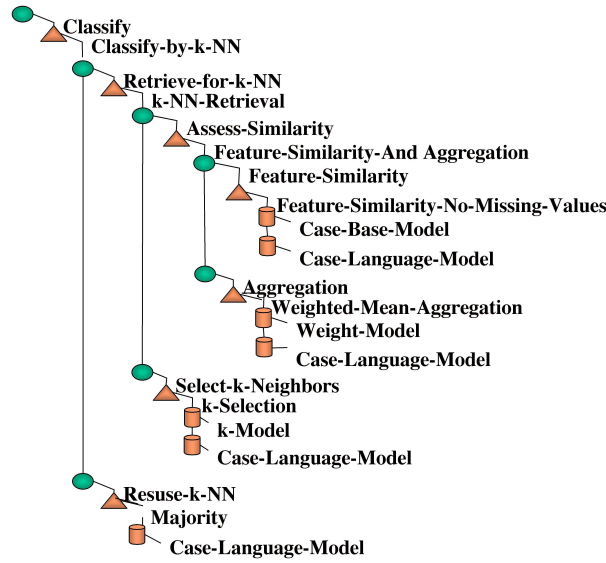 Classify
Classify-by-k-NN
Retrieve-for-k-NN
k-NN-Retrieval
Assess-Similarity
Feature-Similarity-And Aggregation
Feature-Similarity
Feature-Similarity-No-Missing-Values
Case-Base-Model
Case-Language-Model
Aggregation
Weighted-Mean-Aggregation
Weight-Model
Case-Language-Model
Select-k-Neighbors
k-Selection
k-Model
Case-Language-Model
Resuse-k-NN
Majority
Case-Language-Model